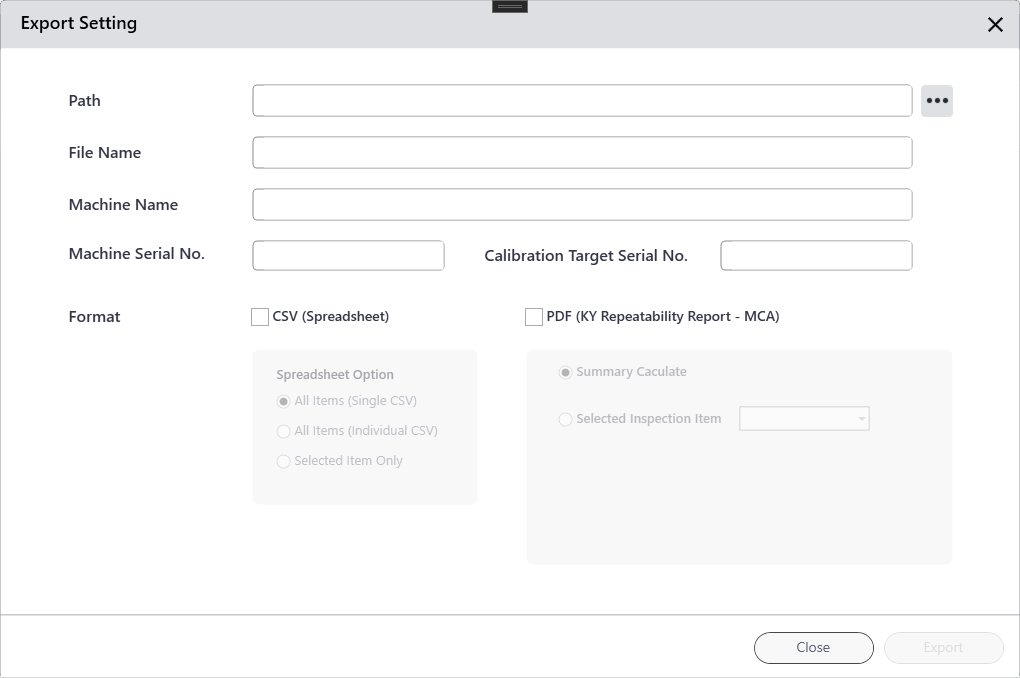 Export Setting
Path
File Name
Machine Name
Machine Serial No.
Calibration Target Serial No.
Format
CSV (Spreadsheet)
PDF (KY Repeatability Report - MCA)
Spreadsheet Option
All Items (Single CSV)
All Items (Individual CSV)
Selected Item Only
Summary Caculate
Selected Inspection Item
Close
Export